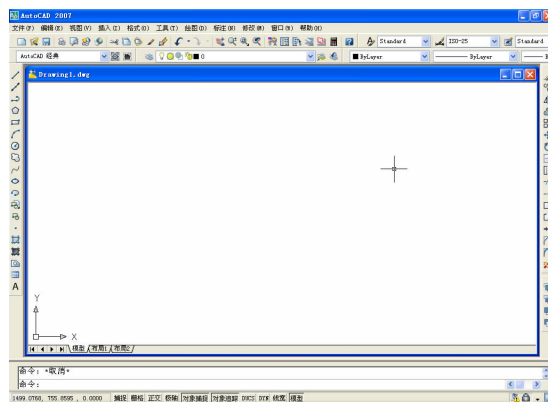 AutoCAD 2007
文件(F) 编辑(E) 视图(V) 插入(I) 格式(O) 工具(T) 绘图(D) 标注(N) 修改(M) 窗口(W) 帮助(H)
Standard ISO-25 Standard
AutoCAD 经典 0 ByLayer ByLayer
Drawing1.dwg
A
Y
X
模型 布局1 布局2
命令: *取消*
命令:
1499.0768, 755.8595 , 0.0000 捕捉 栅格 正交 极轴 对象捕捉 对象追踪 DUCS DYN 线宽 模型